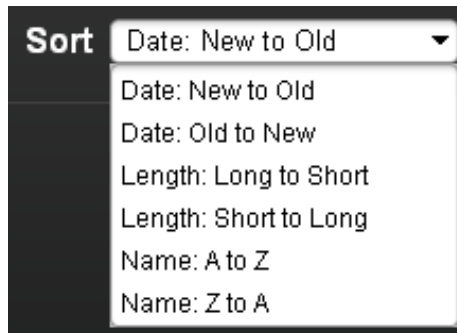 Sort Date: New to Old
Date: New to Old
Date: Old to New
Length: Long to Short
Length: Short to Long
Name: A to Z
Name: Z to A